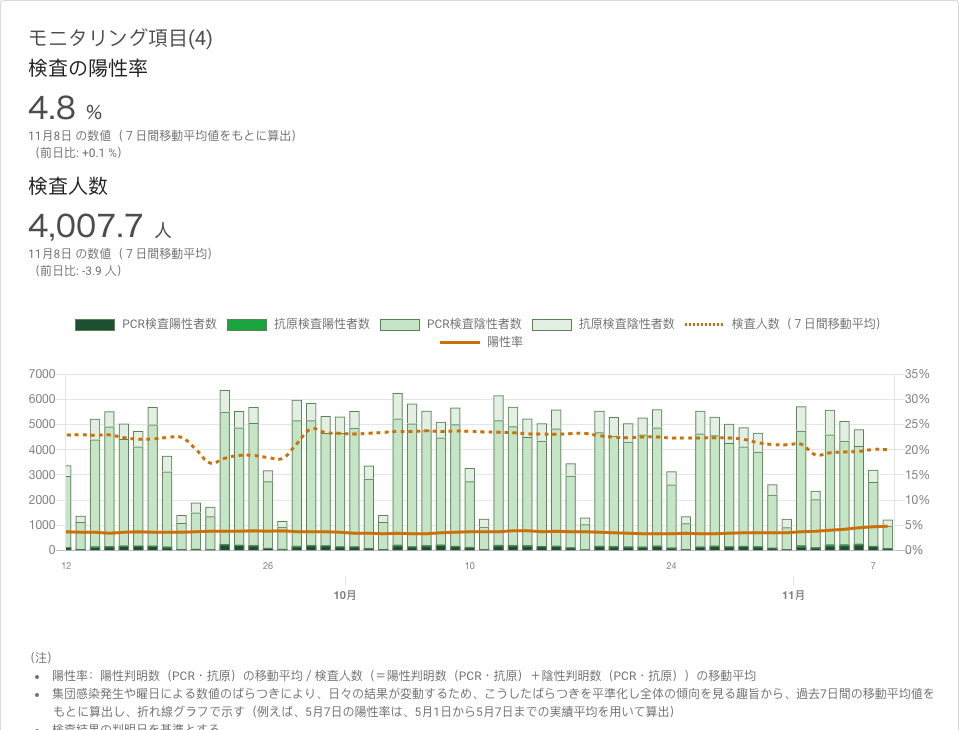 モニタリング項目(4)
検査の陽性率
4.8 %
11月8日 の数値（７日間移動平均値をもとに算出）
（前日比: +0.1 %）
検査人数
4,007.7 人
11月8日 の数値（７日間移動平均）
（前日比: -3.9 人）
PCR検査陽性者数 抗原検査陽性者数 PCR検査陰性者数 抗原検査陰性者数 検査人数（７日間移動平均）
陽性率
7000 35%
6000 30%
5000 25%
4000 20%
3000 15%
2000 10%
1000 5%
0 0%
12 26 10 24 7
10月 11月
（注）
• 陽性率：陽性判明数（PCR・抗原）の移動平均 / 検査人数（＝陽性判明数（PCR・抗原）＋陰性判明数（PCR・抗原））の移動平均
• 集団感染発生や曜日による数値のばらつきにより、日々の結果が変動するため、こうしたばらつきを平準化し全体の傾向を見る趣旨から、過去7日間の移動平均値を
もとに算出し、折れ線グラフで示す（例えば、5月7日の陽性率は、5月1日から5月7日までの実績平均を用いて算出）
• 検査結果の判明日を基準とする